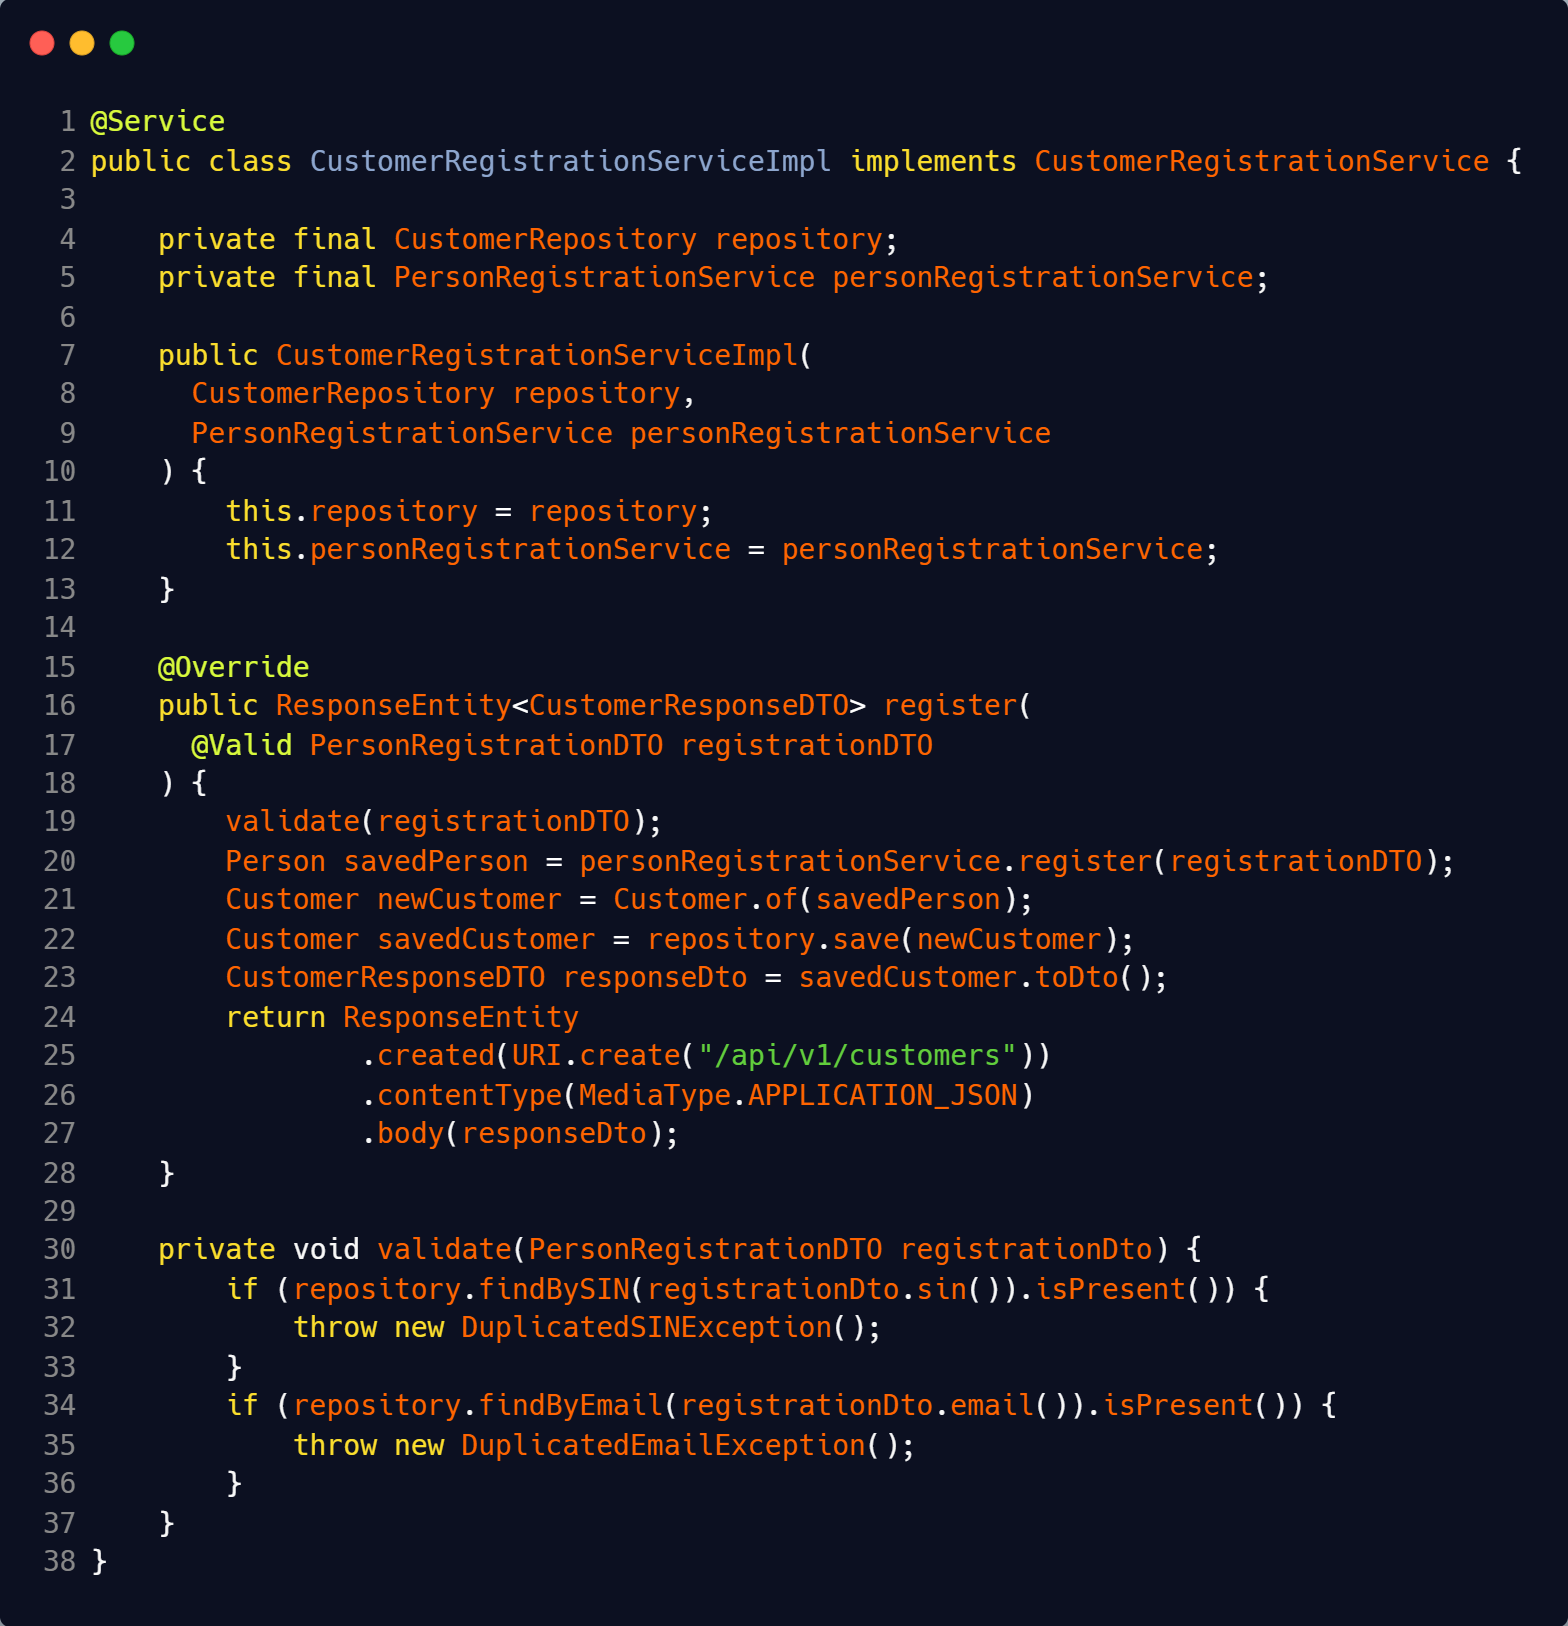 1 @Service
2 public class CustomerRegistrationServiceImpl implements CustomerRegistrationService {
3
4     private final CustomerRepository repository;
5     private final PersonRegistrationService personRegistrationService;
6
7     public CustomerRegistrationServiceImpl(
8       CustomerRepository repository,
9       PersonRegistrationService personRegistrationService
10     ) {
11         this.repository = repository;
12         this.personRegistrationService = personRegistrationService;
13     }
14
15     @Override
16     public ResponseEntity<CustomerResponseDTO> register(
17       @Valid PersonRegistrationDTO registrationDTO
18     ) {
19         validate(registrationDTO);
20         Person savedPerson = personRegistrationService.register(registrationDTO);
21         Customer newCustomer = Customer.of(savedPerson);
22         Customer savedCustomer = repository.save(newCustomer);
23         CustomerResponseDTO responseDto = savedCustomer.toDto();
24         return ResponseEntity
25                 .created(URI.create("/api/v1/customers"))
26                 .contentType(MediaType.APPLICATION_JSON)
27                 .body(responseDto);
28     }
29
30     private void validate(PersonRegistrationDTO registrationDto) {
31         if (repository.findBySIN(registrationDto.sin()).isPresent()) {
32             throw new DuplicatedSINException();
33         }
34         if (repository.findByEmail(registrationDto.email()).isPresent()) {
35             throw new DuplicatedEmailException();
36         }
37     }
38 }